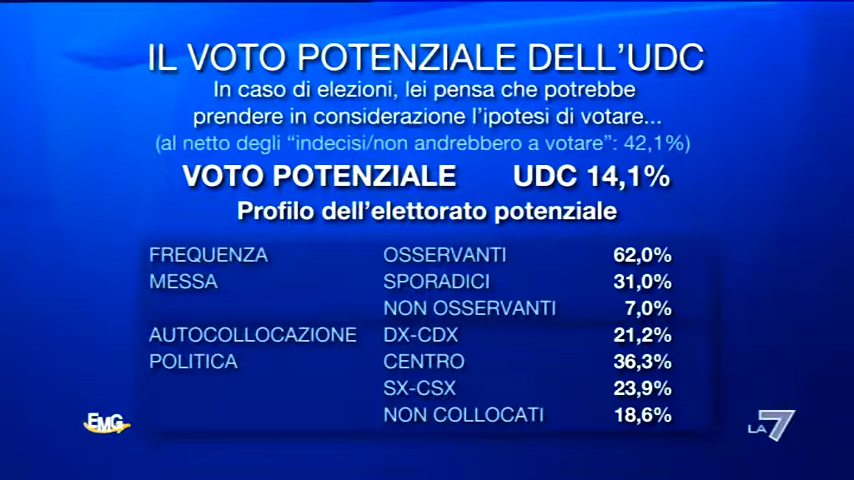 IL VOTO POTENZIALE DELL'UDC
In caso di elezioni, lei pensa che potrebbe
prendere in considerazione l'ipotesi di votare...
(al netto degli "indecisi/non andrebbero a votare": 42,1%)
VOTO POTENZIALE UDC 14,1%
Profilo dell'elettorato potenziale
FREQUENZA OSSERVANTI 62,0%
MESSA SPORADICI 31,0%
NON OSSERVANTI 7,0%
AUTOCOLLOCAZIONE DX-CDX 21,2%
POLITICA CENTRO 36,3%
SX-CSX 23,9%
NON COLLOCATI 18,6%
EMG LA7